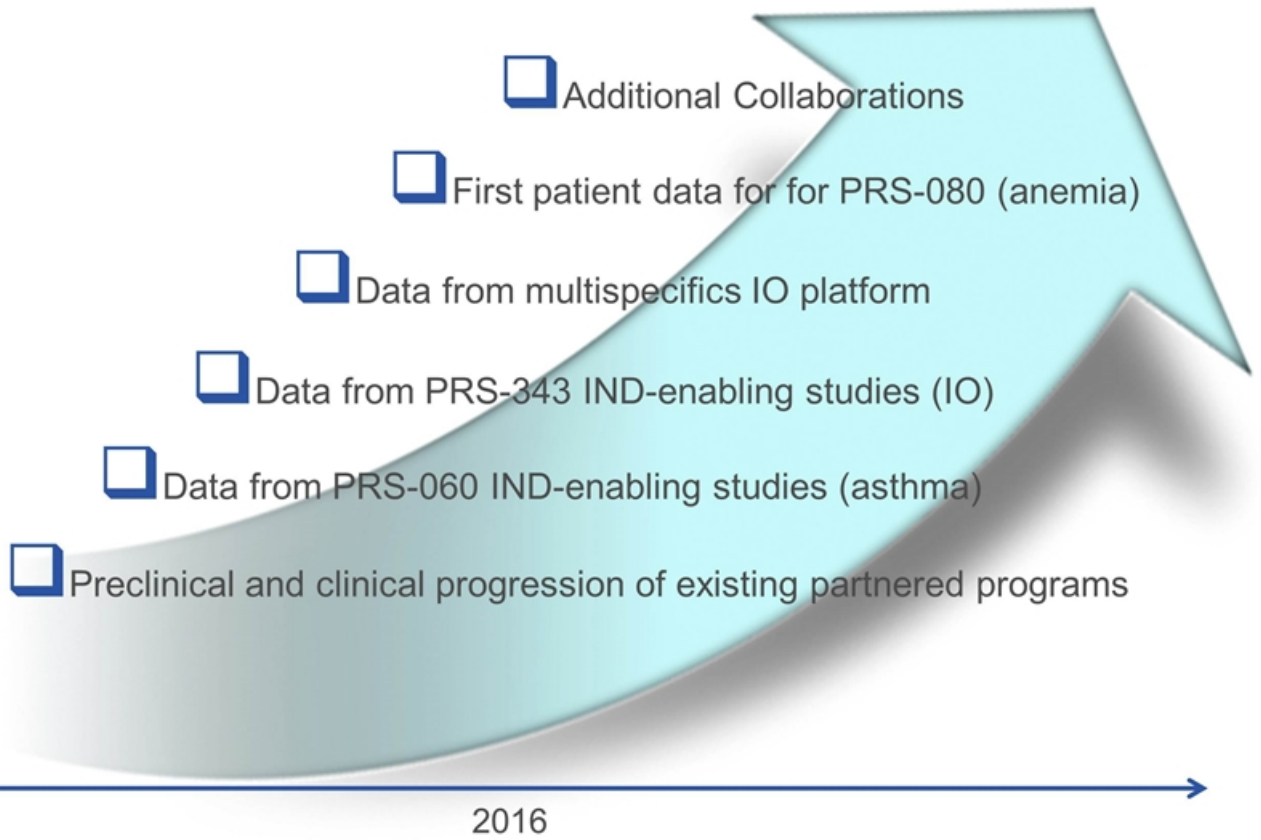 Additional Collaborations
First patient data for for PRS-080 (anemia)
Data from multispecifics IO platform
Data from PRS-343 IND-enabling studies (IO)
Data from PRS-060 IND-enabling studies (asthma)
Preclinical and clinical progression of existing partnered programs
2016